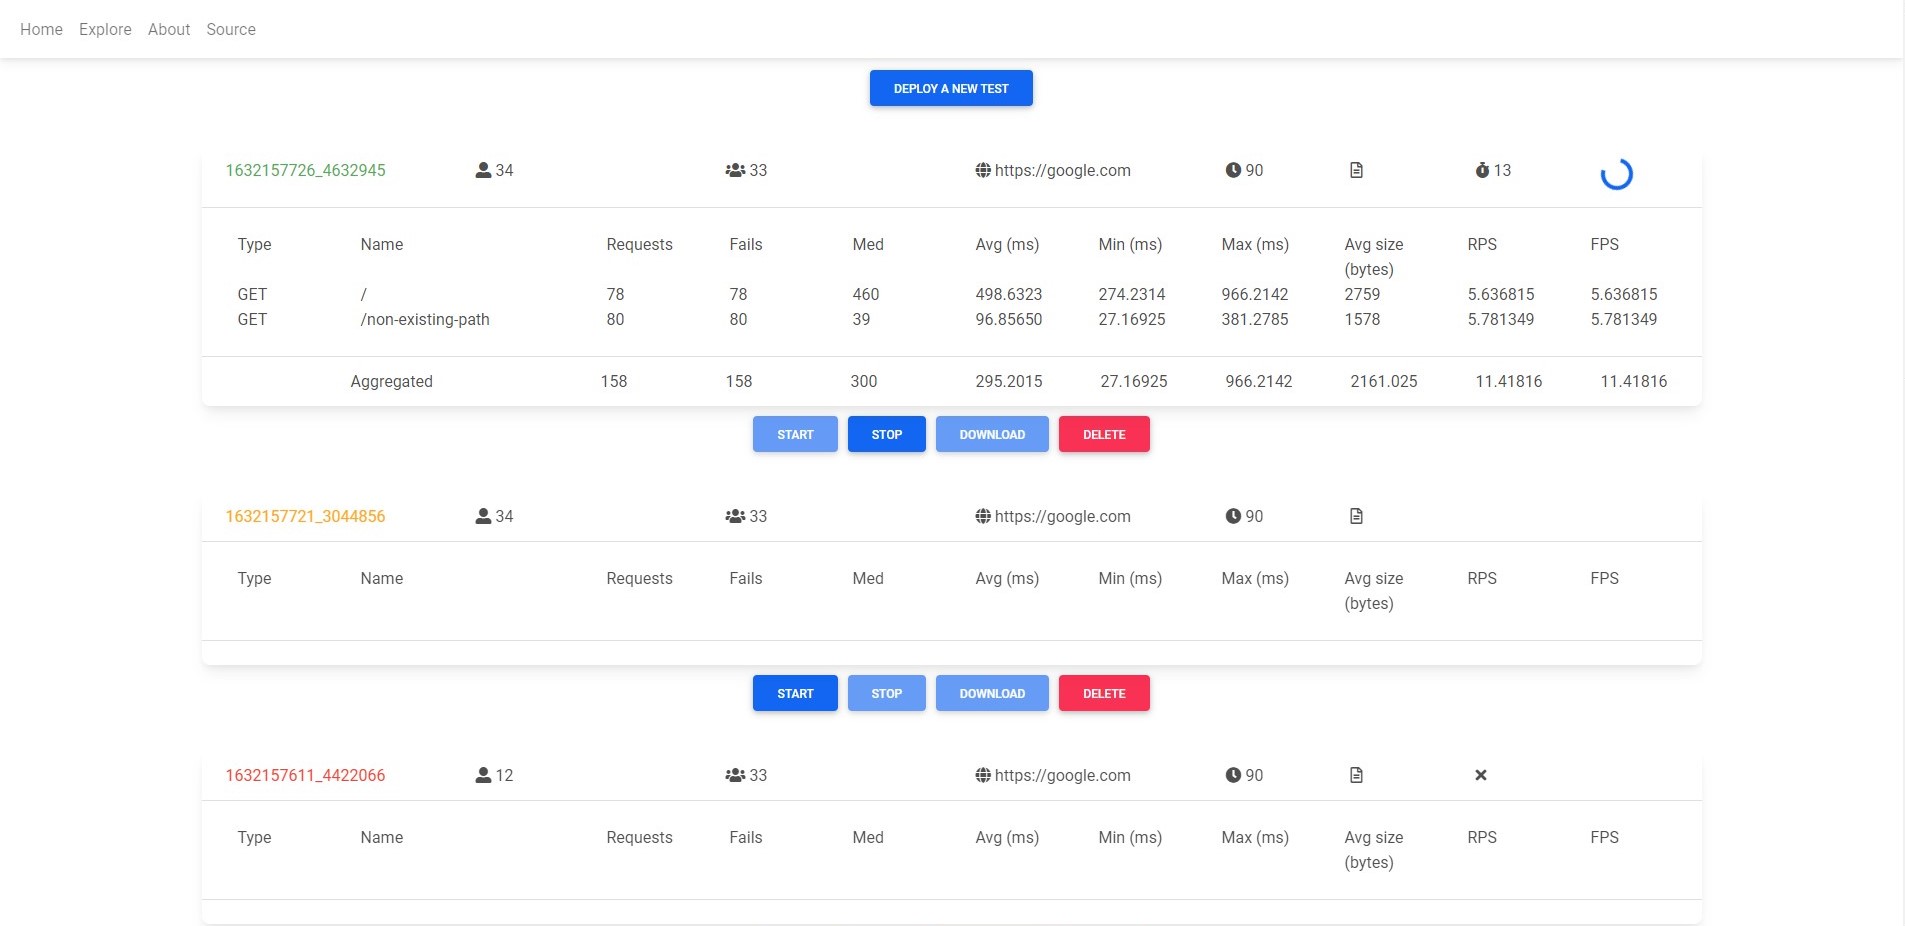 Home Explore About Source
DEPLOY A NEW TEST
1632157726_4632945 34 33 https://google.com 90 13
Type Name Requests Fails Med Avg (ms) Min (ms) Max (ms) Avg size (bytes) RPS FPS
GET / 78 78 460 498.6323 274.2314 966.2142 2759 5.636815 5.636815
GET /non-existing-path 80 80 39 96.85650 27.16925 381.2785 1578 5.781349 5.781349
Aggregated 158 158 300 295.2015 27.16925 966.2142 2161.025 11.41816 11.41816
START STOP DOWNLOAD DELETE
1632157721_3044856 34 33 https://google.com 90
Type Name Requests Fails Med Avg (ms) Min (ms) Max (ms) Avg size (bytes) RPS FPS
START STOP DOWNLOAD DELETE
1632157611_4422066 12 33 https://google.com 90
Type Name Requests Fails Med Avg (ms) Min (ms) Max (ms) Avg size (bytes) RPS FPS